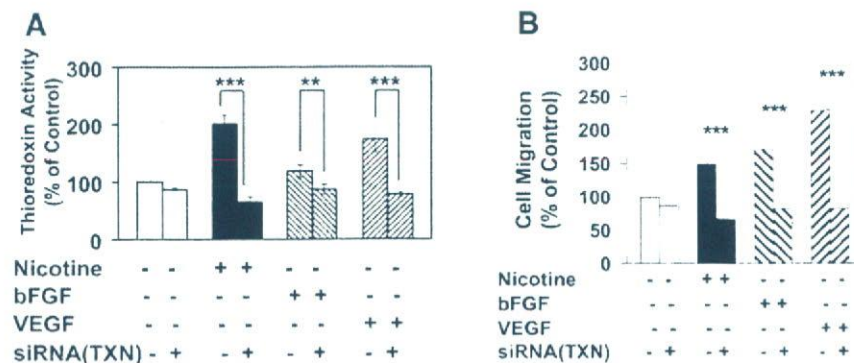 A
Thioredoxin Activity
(% of Control)
300
200
100
0
*** ** ***
Nicotine - - + + - - - -
bFGF - - - - + + - -
VEGF - - - - - - + +
siRNA(TXN) - + - + - + - +
B
Cell Migration
(% of Control)
300
250
200
150
100
50
0
***
***
***
Nicotine - - + + - - - -
bFGF - - - - + + - -
VEGF - - - - - - + +
siRNA(TXN) - + - + - + - +